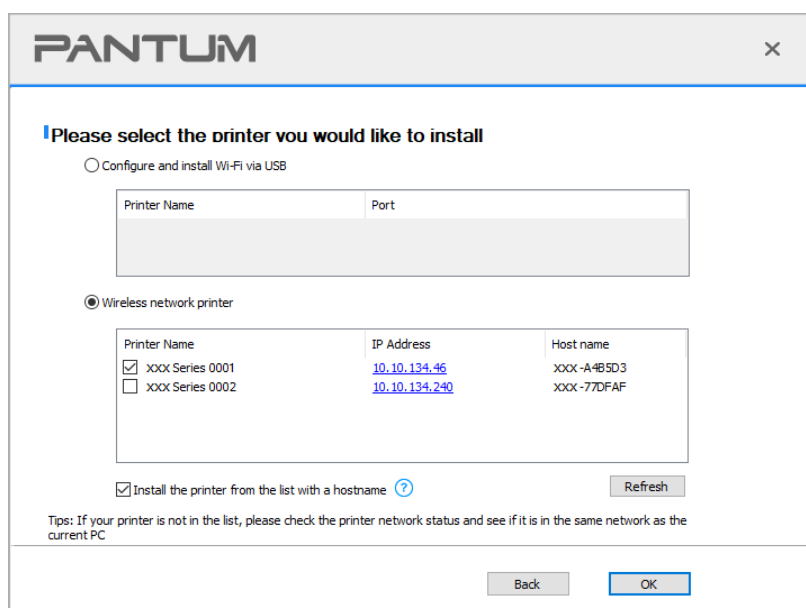 PANTUM
Please select the printer you would like to install
Configure and install Wi-Fi via USB
Printer Name Port
Wireless network printer
Printer Name IP Address Host name
XXX Series 0001 10.10.134.46 XXX-A4B5D3
XXX Series 0002 10.10.134.240 XXX-77DFAF
Install the printer from the list with a hostname ?
Refresh
Tips: If your printer is not in the list, please check the printer network status and see if it is in the same network as the
current PC
Back OK